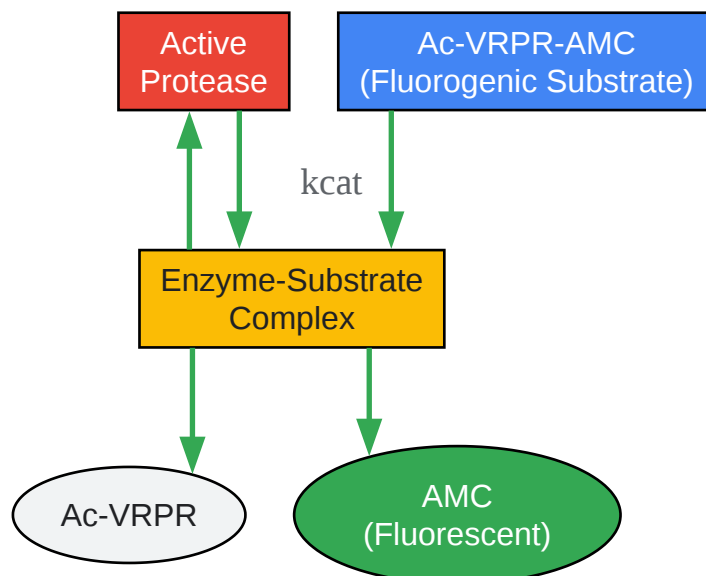 Active
Protease
Ac-VRPR-AMC
(Fluorogenic Substrate)
kcat
Enzyme-Substrate
Complex
Ac-VRPR
AMC
(Fluorescent)